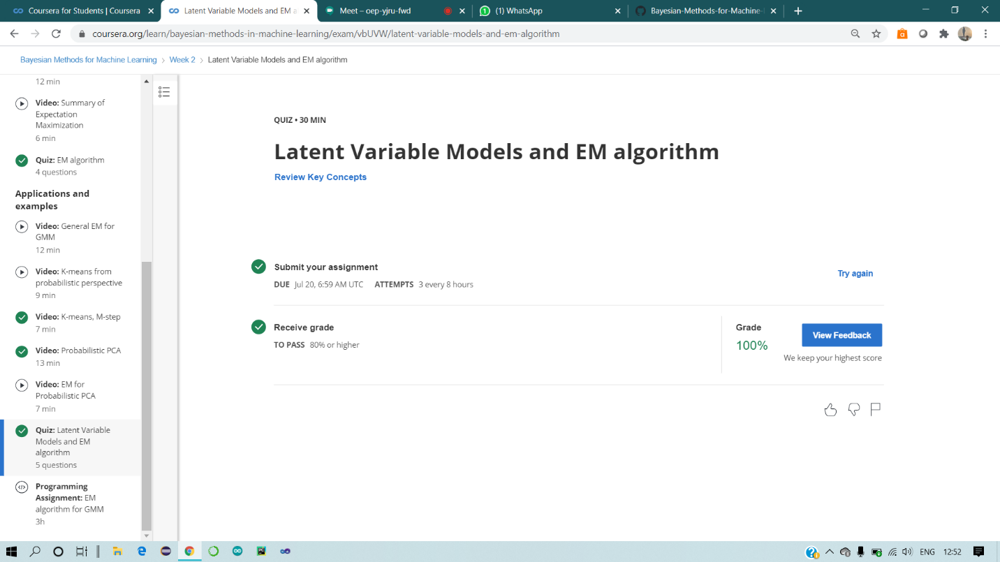 Courses for Students | Coursera
Latent Variable Models and EM a
Meet – oep-yjru-fwd
(1) WhatsApp
Bayesian-Methods-for-Machine-
coursera.org/learn/bayesian-methods-in-machine-learning/exam/vbUVW/latent-variable-models-and-em-algorithm
Bayesian Methods for Machine Learning > Week 2 > Latent Variable Models and EM algorithm
12 min
Video: Summary of
Expectation
Maximization
6 min
Quiz: EM algorithm
4 questions
Applications and
examples
Video: General EM for
GMM
12 min
Video: K-means from
probabilistic perspective
9 min
Video: K-means, M-step
7 min
Video: Probabilistic PCA
13 min
Video: EM for
Probabilistic PCA
7 min
Quiz: Latent Variable
Models and EM
algorithm
5 questions
Programming
Assignment: EM
algorithm for GMM
3h
QUIZ • 30 MIN
Latent Variable Models and EM algorithm
Review Key Concepts
Submit your assignment
DUE Jul 20, 6:59 AM UTC ATTEMPTS 3 every 8 hours
Try again
Receive grade
TO PASS 80% or higher
Grade
100%
View Feedback
We keep your highest score
ENG 12:52